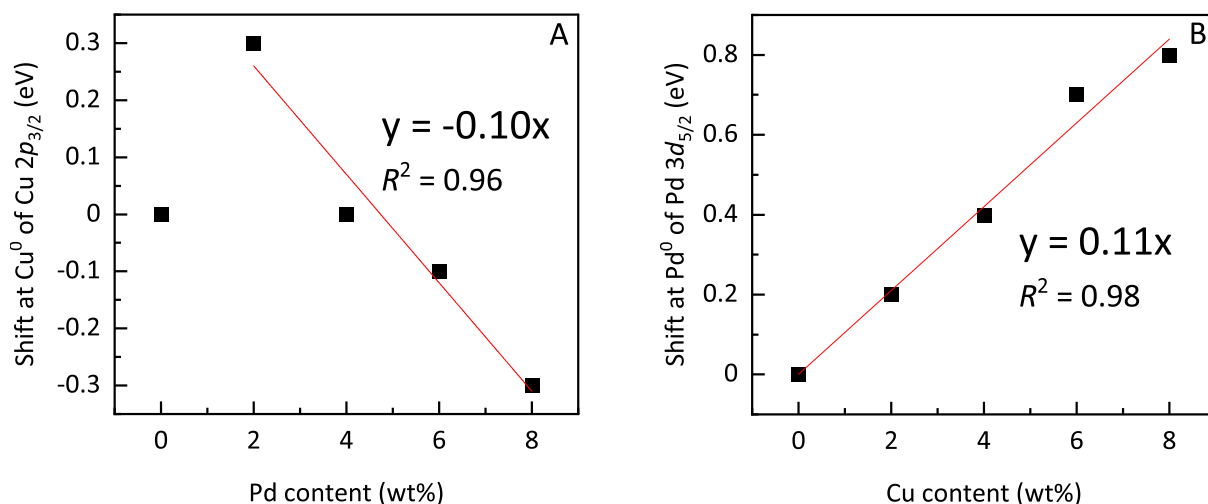 A
0.3
0.2
0.1
0
-0.1
-0.2
-0.3
Shift at Cu⁰ of Cu 2p₃/₂ (eV)
y = -0.10x
R² = 0.96
0 2 4 6 8
Pd content (wt%)
B
0.8
0.6
0.4
0.2
0
Shift at Pd⁰ of Pd 3d₅/₂ (eV)
y = 0.11x
R² = 0.98
0 2 4 6 8
Cu content (wt%)